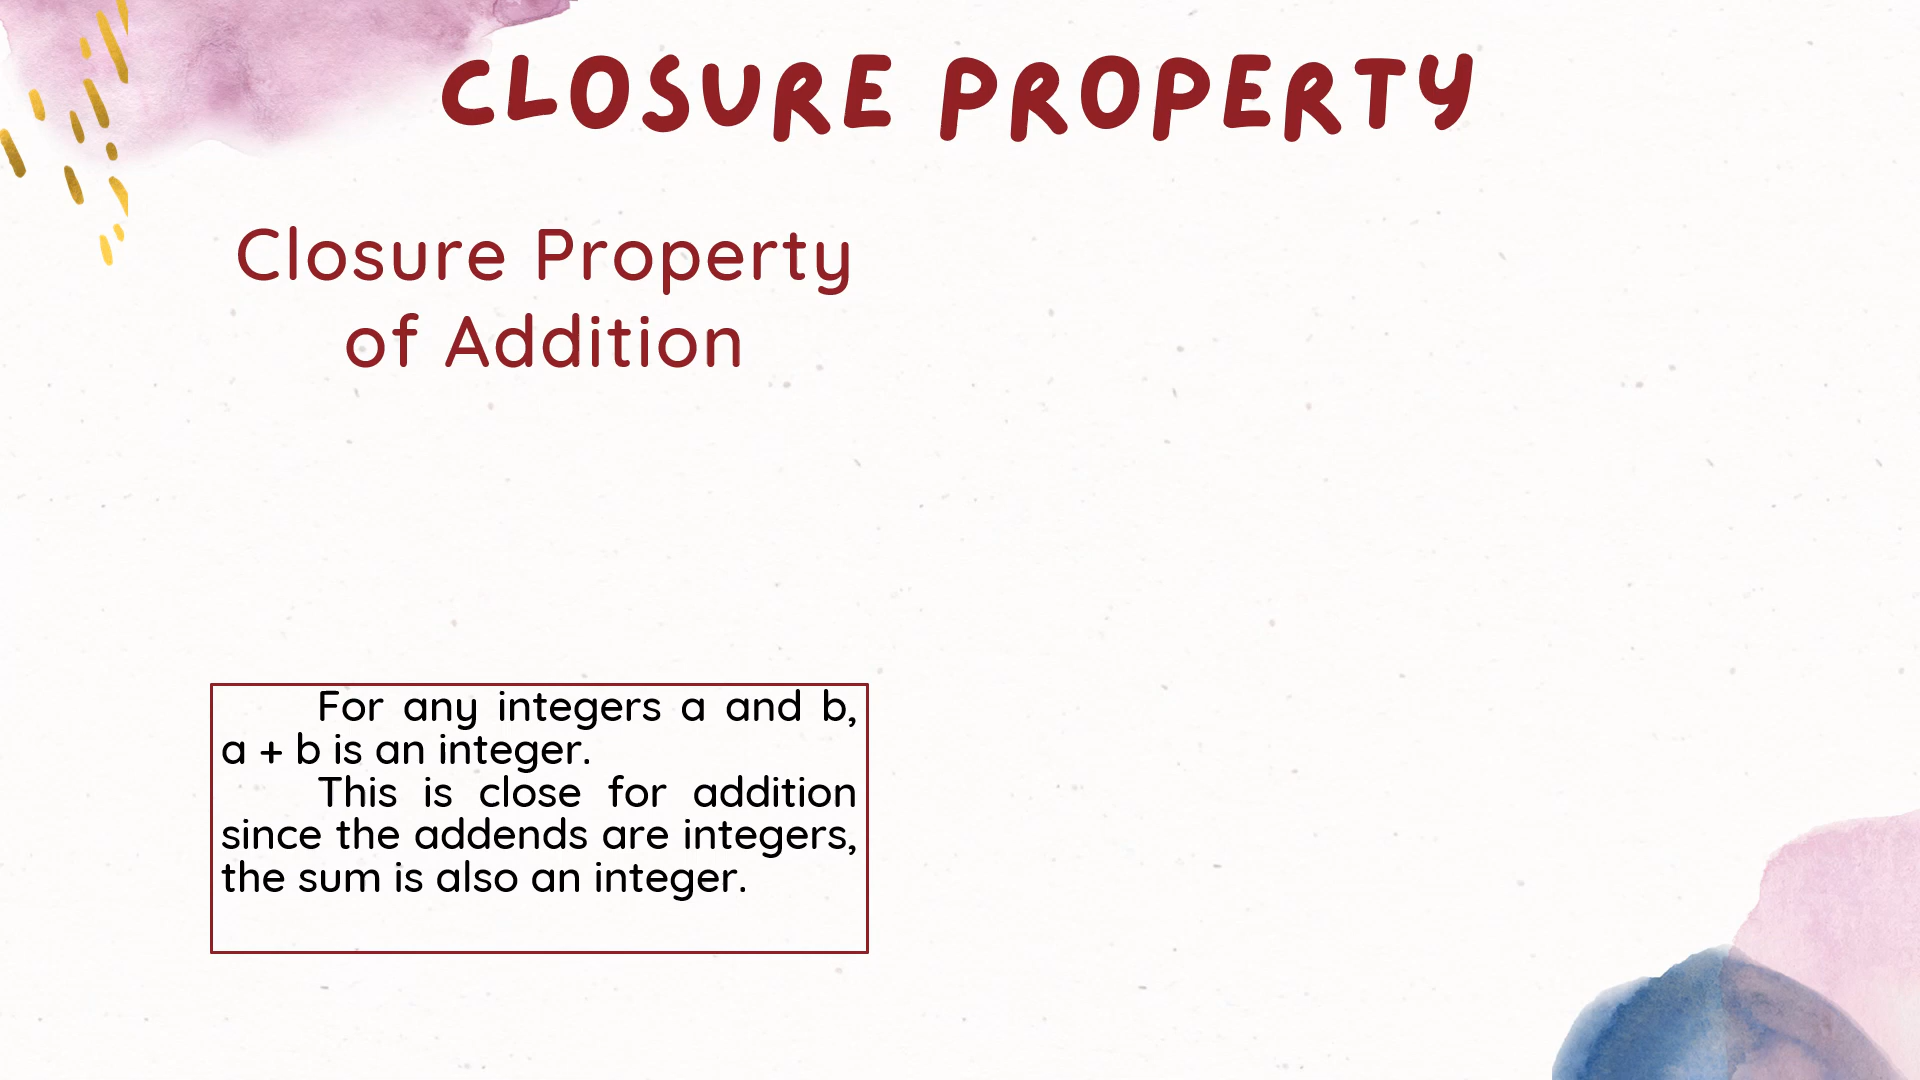 CLOSURE PROPERTY
Closure Property
of Addition
For any integers a and b,
a + b is an integer.
This is close for addition
since the addends are integers,
the sum is also an integer.